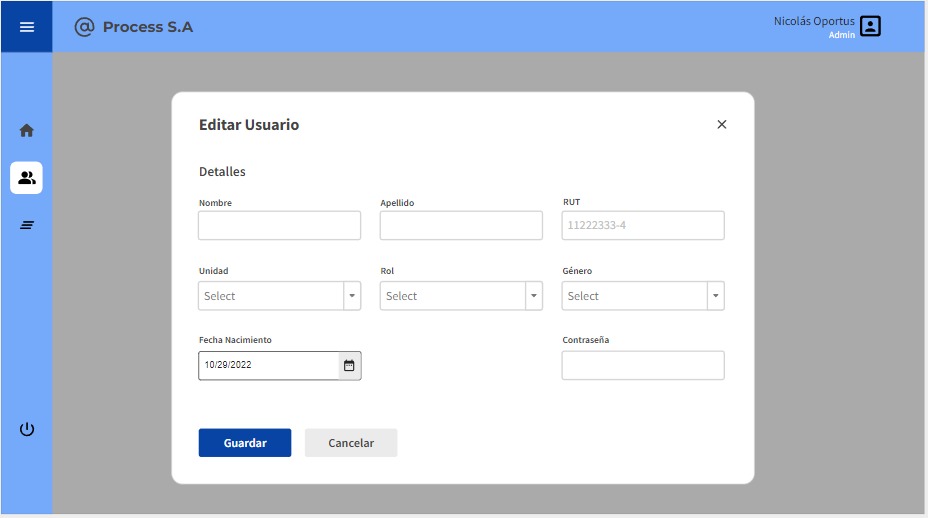 @ Process S.A
Nicolás Oportus
Admin
Editar Usuario
Detalles
Nombre
Apellido
RUT
11222333-4
Unidad
Rol
Género
Select
Select
Select
Fecha Nacimiento
Contraseña
10/29/2022
Guardar
Cancelar